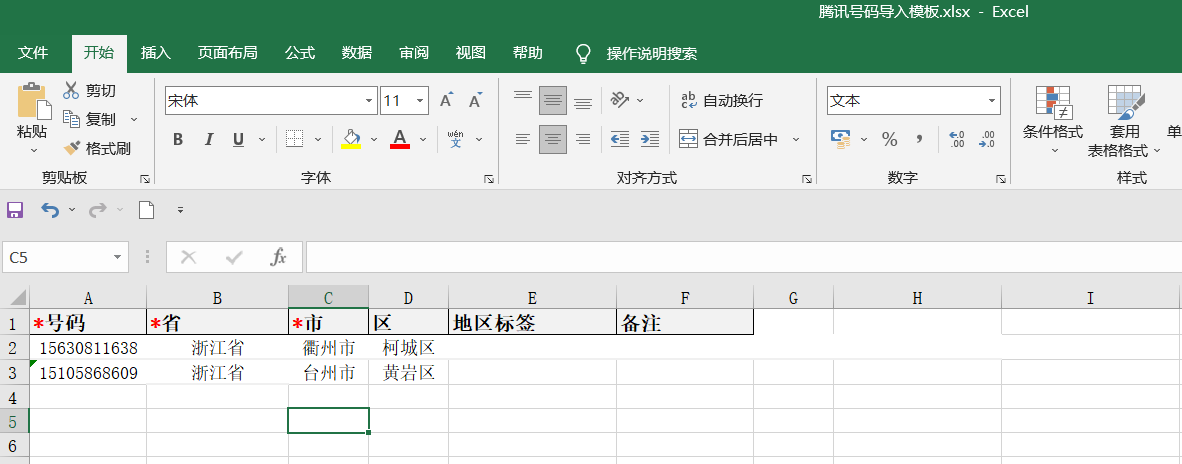 腾讯号码导入模板.xlsx - Excel
文件 开始 插入 页面布局 公式 数据 审阅 视图 帮助 操作说明搜索
粘贴 剪切 复制 格式刷
宋体 11
B I U A wén 文
ab c 自动换行
合并后居中
文本
% , .0 .00 .00 .0
条件格式 套用 表格格式 单
剪贴板 字体 对齐方式 数字 样式
C5 fx
A B C D E F G H I
1 *号码 *省 *市 区 地区标签 备注
2 15630811638 浙江省 衢州市 柯城区
3 15105868609 浙江省 台州市 黄岩区
4
5
6